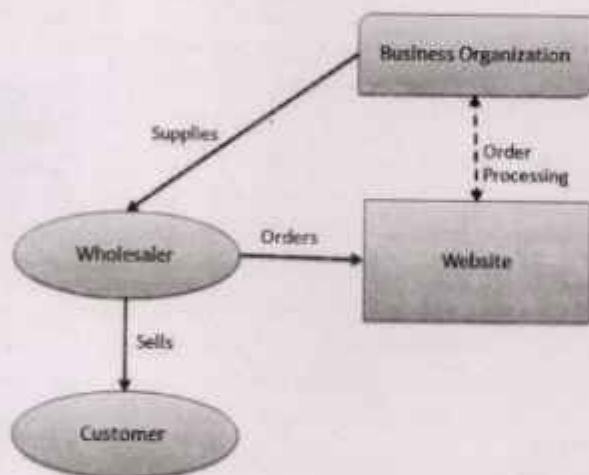 Business Organization
Supplies
Order
Processing
Wholesaler
Orders
Website
Sells
Customer